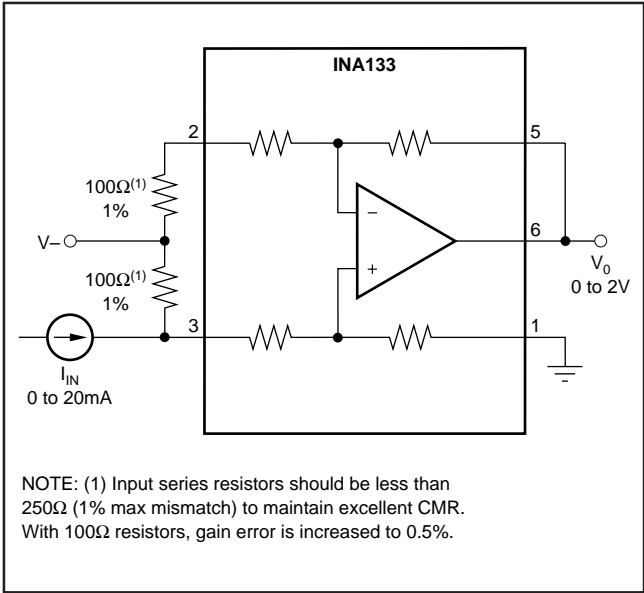 INA133
2
5
100Ω(1)
1%
V–
–
6
100Ω(1)
1%
+
V0
0 to 2V
3
1
IIN
0 to 20mA
NOTE: (1) Input series resistors should be less than
250Ω (1% max mismatch) to maintain excellent CMR.
With 100Ω resistors, gain error is increased to 0.5%.